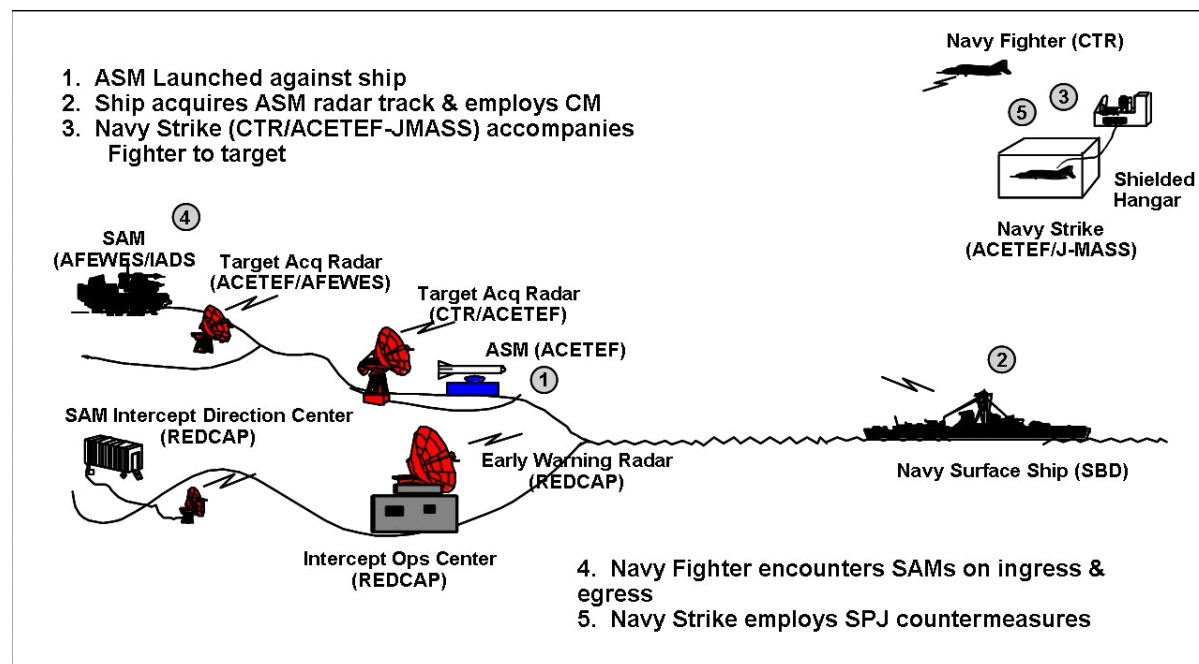 Navy Fighter (CTR)
1. ASM Launched against ship
2. Ship acquires ASM radar track & employs CM
3. Navy Strike (CTR/ACETEF-JMASS) accompanies
Fighter to target
3
5
Shielded
Hangar
Navy Strike
(ACETEF/J-MASS)
4
SAM
(AFEWES/IADS
Target Acq Radar
(ACETEF/AFEWES)
Target Acq Radar
(CTR/ACETEF)
ASM (ACETEF)
1
2
SAM Intercept Direction Center
(REDCAP)
Early Warning Radar
(REDCAP)
Navy Surface Ship (SBD)
Intercept Ops Center
(REDCAP)
4. Navy Fighter encounters SAMs on ingress &
egress
5. Navy Strike employs SPJ countermeasures